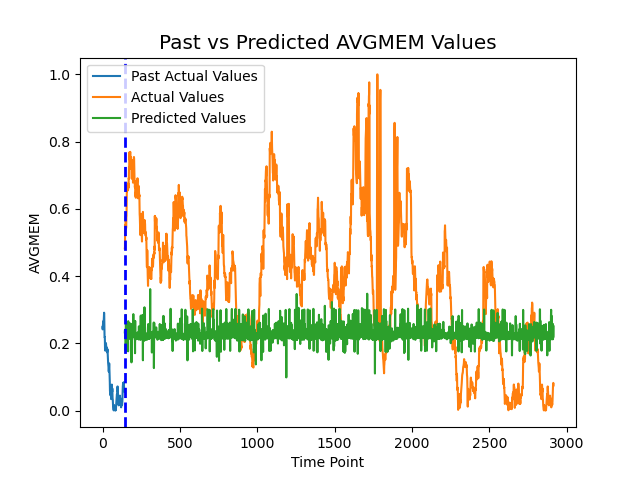 Past vs Predicted AVGMEM Values
Past Actual Values
Actual Values
Predicted Values
1.0
0.8
0.6
0.4
0.2
0.0
AVGMEM
0
500
1000
1500
2000
2500
3000
Time Point